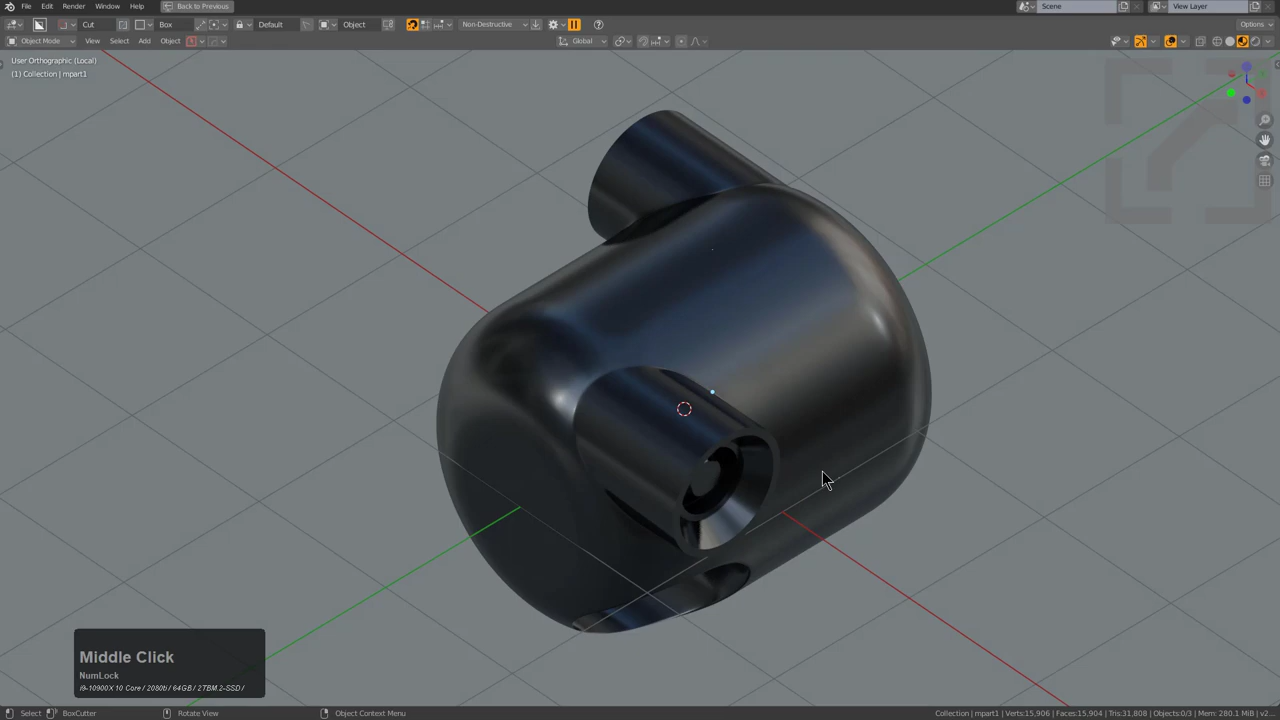 File Edit Render Window Help Back to Previous Scene View Layer
Cut Box Default Object Non-Destructive Options
Object Mode View Select Add Object Global
User Orthographic (Local)
(1) Collection | mpart1
Middle Click
NumLock
i9-10900X 10 Core / 2080ti / 64GB / 2TBM.2-SSD /
Select BoxCutter Rotate View Object Context Menu Collection | mpart1 | Verts:15,906 | Faces:15,904 | Tris:31,808 | Objects:0/3 | Mem: 280.1 MiB | v2...